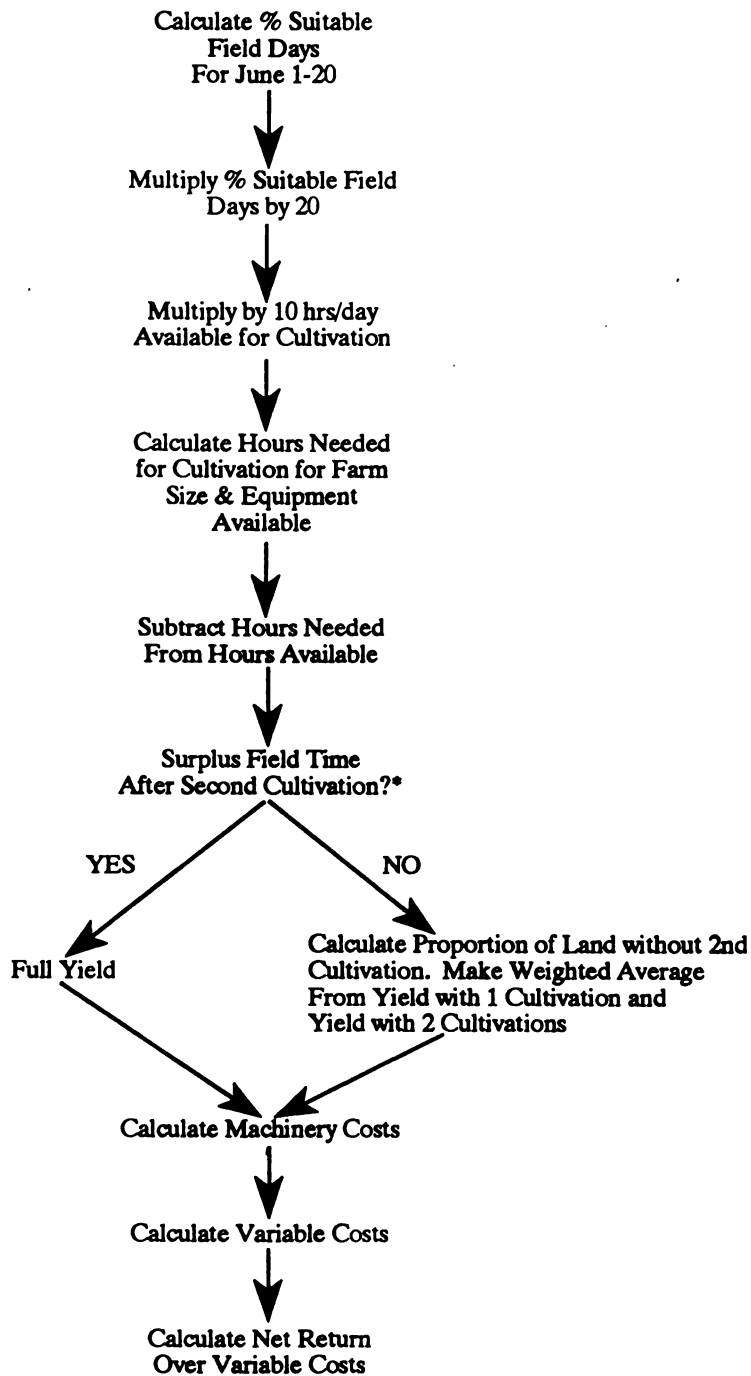 Calculate % Suitable
Field Days
For June 1-20
Multiply % Suitable Field
Days by 20
Multiply by 10 hrs/day
Available for Cultivation
Calculate Hours Needed
for Cultivation for Farm
Size & Equipment
Available
Subtract Hours Needed
From Hours Available
Surplus Field Time
After Second Cultivation?*
YES
NO
Full Yield
Calculate Proportion of Land without 2nd
Cultivation. Make Weighted Average
From Yield with 1 Cultivation and
Yield with 2 Cultivations
Calculate Machinery Costs
Calculate Variable Costs
Calculate Net Return
Over Variable Costs